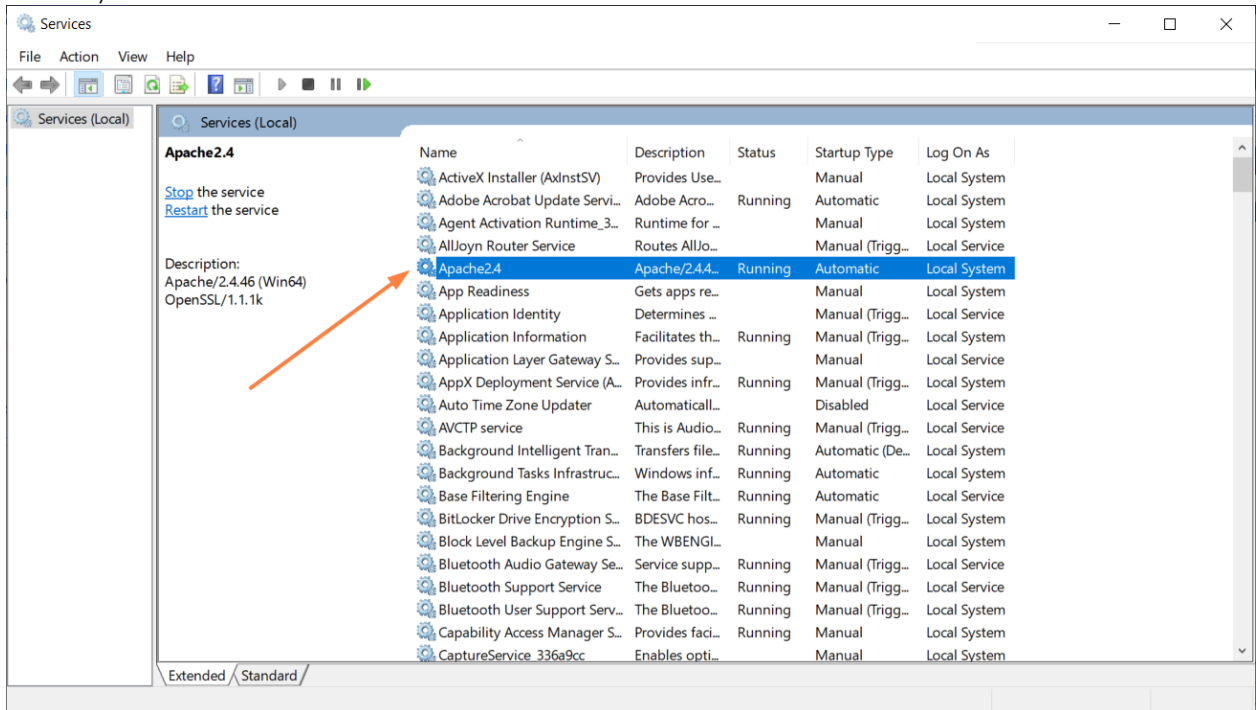 Services
File Action View Help
Services (Local)
Services (Local)
Apache2.4
Stop the service
Restart the service
Description:
Apache/2.4.46 (Win64)
OpenSSL/1.1.1k
Name Description Status Startup Type Log On As
ActiveX Installer (AxInstSV) Provides Use... Manual Local System
Adobe Acrobat Update Servi... Adobe Acro... Running Automatic Local System
Agent Activation Runtime_3... Runtime for ... Manual Local System
AllJoyn Router Service Routes AllJo... Manual (Trigg... Local Service
Apache2.4 Apache/2.4.4... Running Automatic Local System
App Readiness Gets apps re... Manual Local System
Application Identity Determines ... Manual (Trigg... Local Service
Application Information Facilitates th... Running Manual (Trigg... Local System
Application Layer Gateway S... Provides sup... Manual Local Service
AppX Deployment Service (A... Provides infr... Running Manual (Trigg... Local System
Auto Time Zone Updater Automaticall... Disabled Local Service
AVCTP service This is Audio... Running Manual (Trigg... Local Service
Background Intelligent Tran... Transfers file... Running Automatic (De... Local System
Background Tasks Infrastruc... Windows inf... Running Automatic Local System
Base Filtering Engine The Base Filt... Running Automatic Local Service
BitLocker Drive Encryption S... BDESVC hos... Running Manual (Trigg... Local System
Block Level Backup Engine S... The WBENGI... Manual Local System
Bluetooth Audio Gateway Se... Service supp... Running Manual (Trigg... Local Service
Bluetooth Support Service The Bluetoo... Running Manual (Trigg... Local Service
Bluetooth User Support Serv... The Bluetoo... Running Manual (Trigg... Local System
Capability Access Manager S... Provides faci... Running Manual Local System
CaptureService_336a9cc Enables opti... Manual Local System
Extended Standard